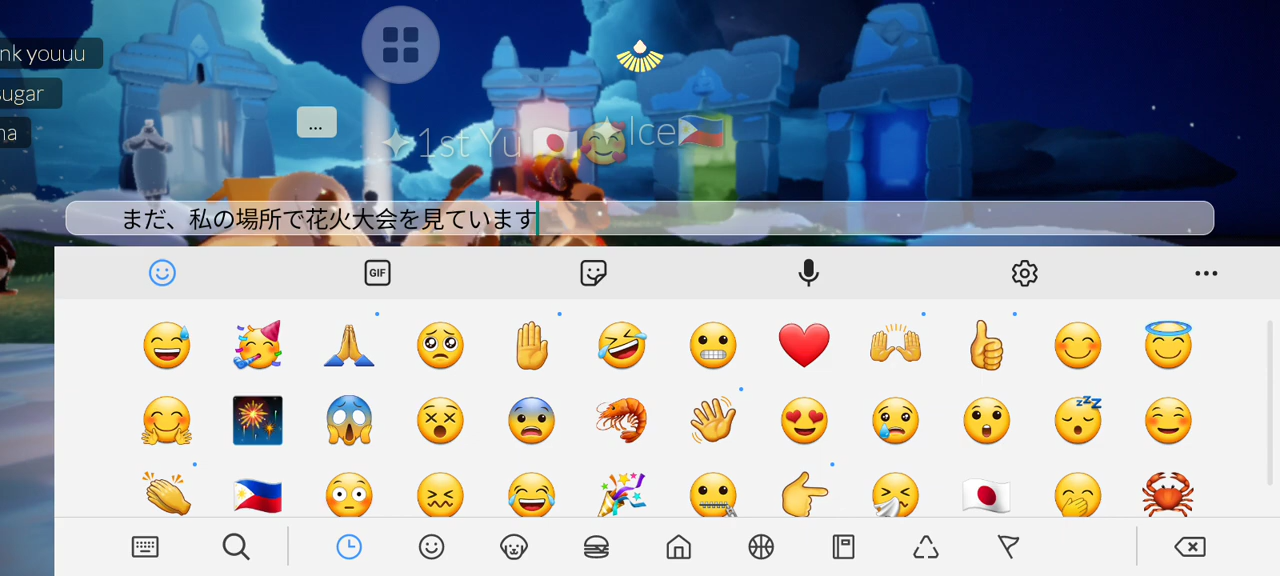 nk youuu
sugar
na
...
1st Yu 🇯🇵🥰
Ice🇵🇭
まだ、私の場所で花火大会を見ています
GIF